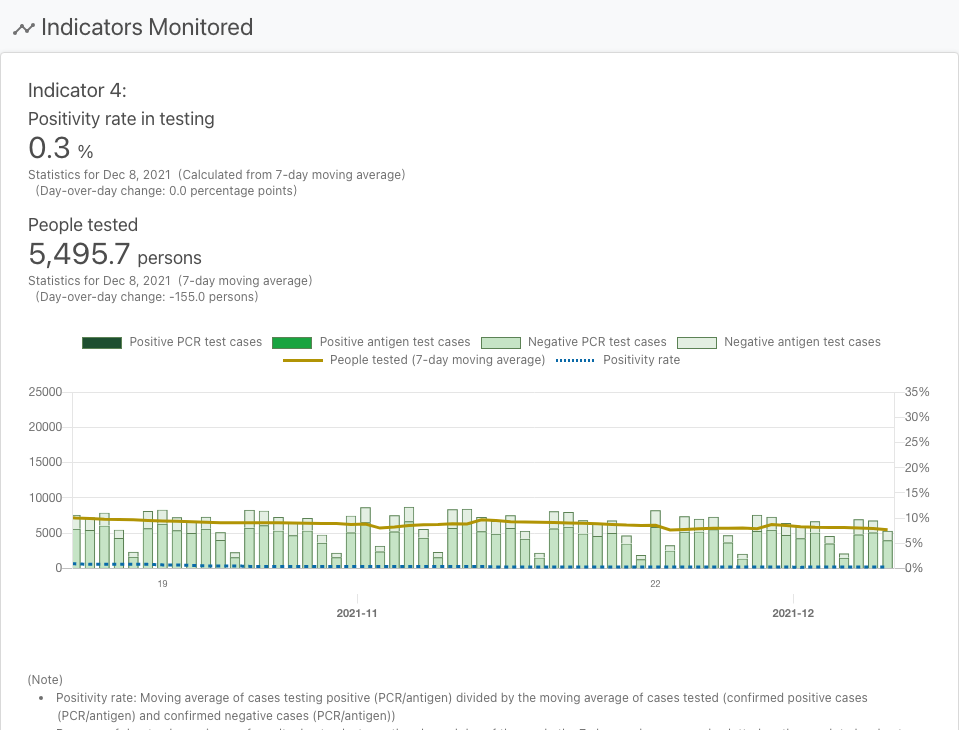 Indicators Monitored
Indicator 4:
Positivity rate in testing
0.3 %
Statistics for Dec 8, 2021 (Calculated from 7-day moving average)
(Day-over-day change: 0.0 percentage points)
People tested
5,495.7 persons
Statistics for Dec 8, 2021 (7-day moving average)
(Day-over-day change: -155.0 persons)
Positive PCR test cases Positive antigen test cases Negative PCR test cases Negative antigen test cases
People tested (7-day moving average) Positivity rate
25000 35%
20000 30%
25%
15000 20%
10000 15%
10%
5000 5%
0 0%
19 22
2021-11 2021-12
(Note)
• Positivity rate: Moving average of cases testing positive (PCR/antigen) divided by the moving average of cases tested (confirmed positive cases
(PCR/antigen) and confirmed negative cases (PCR/antigen))